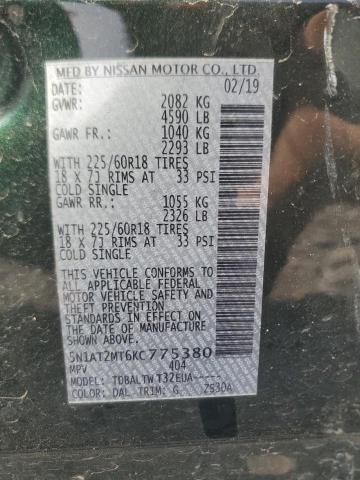 MFD BY NISSAN MOTOR CO., LTD.
DATE: 02/19
GVWR: 2082 KG
4590 LB
GAWR FR.: 1040 KG
2293 LB
WITH 225/60R18 TIRES
18 X 7J RIMS AT 33 PSI
COLD SINGLE
GAWR RR.: 1055 KG
2326 LB
WITH 225/60R18 TIRES
18 X 7J RIMS AT 33 PSI
COLD SINGLE
THIS VEHICLE CONFORMS TO
ALL APPLICABLE FEDERAL
MOTOR VEHICLE SAFETY AND
THEFT PREVENTION
STANDARDS IN EFFECT ON
THE DATE OF MANUFACTURE
SHOWN ABOVE.
5N1AT2MT6KC775380
MPV 404
MODEL: TDBALTW T32EUA-----
COLOR: DAL TRIM: G ZS30A